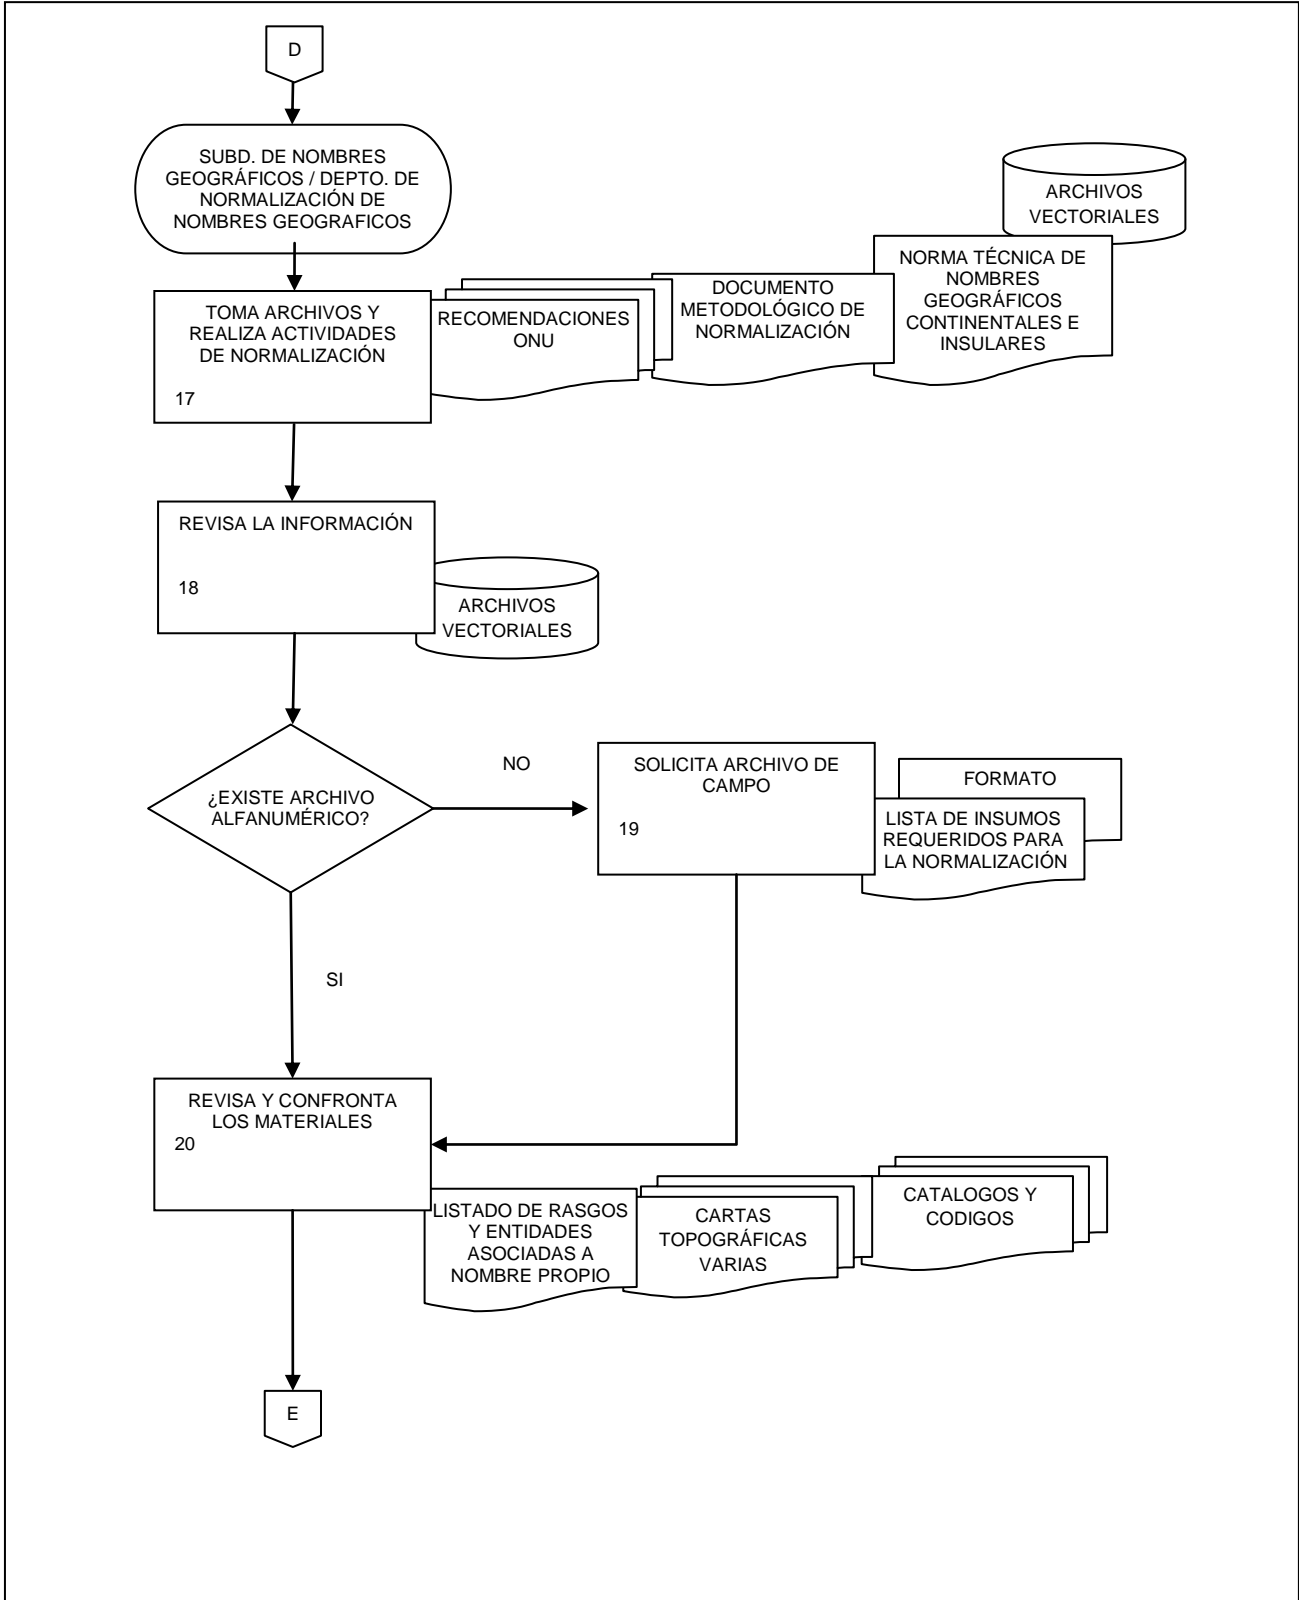 D
SUBD. DE NOMBRES
GEOGRÁFICOS / DEPTO. DE
NORMALIZACIÓN DE
NOMBRES GEOGRAFICOS
ARCHIVOS
VECTORIALES
TOMA ARCHIVOS Y
REALIZA ACTIVIDADES
DE NORMALIZACIÓN
17
RECOMENDACIONES
ONU
DOCUMENTO
METODOLÓGICO DE
NORMALIZACIÓN
NORMA TÉCNICA DE
NOMBRES
GEOGRÁFICOS
CONTINENTALES E
INSULARES
REVISA LA INFORMACIÓN
18
ARCHIVOS
VECTORIALES
¿EXISTE ARCHIVO
ALFANUMÉRICO?
NO
SOLICITA ARCHIVO DE
CAMPO
19
FORMATO
LISTA DE INSUMOS
REQUERIDOS PARA
LA NORMALIZACIÓN
SI
REVISA Y CONFRONTA
LOS MATERIALES
20
LISTADO DE RASGOS
Y ENTIDADES
ASOCIADAS A
NOMBRE PROPIO
CARTAS
TOPOGRÁFICAS
VARIAS
CATALOGOS Y
CODIGOS
E